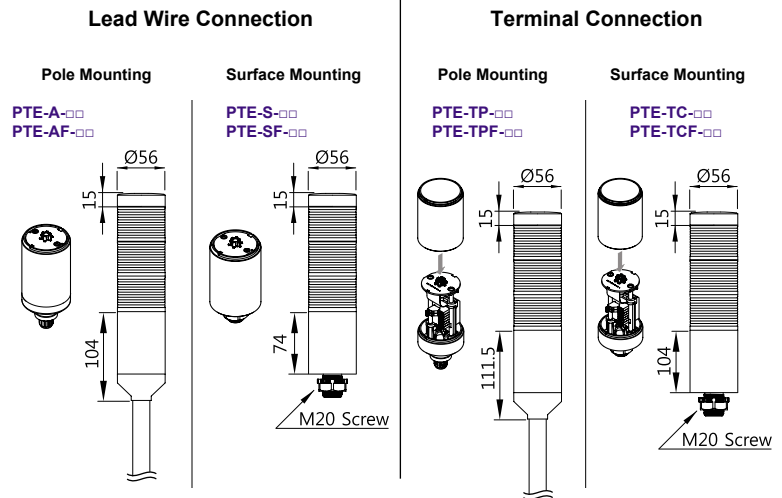 Lead Wire Connection
Terminal Connection
Pole Mounting
Surface Mounting
Pole Mounting
Surface Mounting
PTE-A-□□
PTE-AF-□□
PTE-S-□□
PTE-SF-□□
PTE-TP-□□
PTE-TPF-□□
PTE-TC-□□
PTE-TCF-□□
Ø56
15
104
Ø56
15
74
M20 Screw
Ø56
15
111.5
Ø56
15
104
M20 Screw